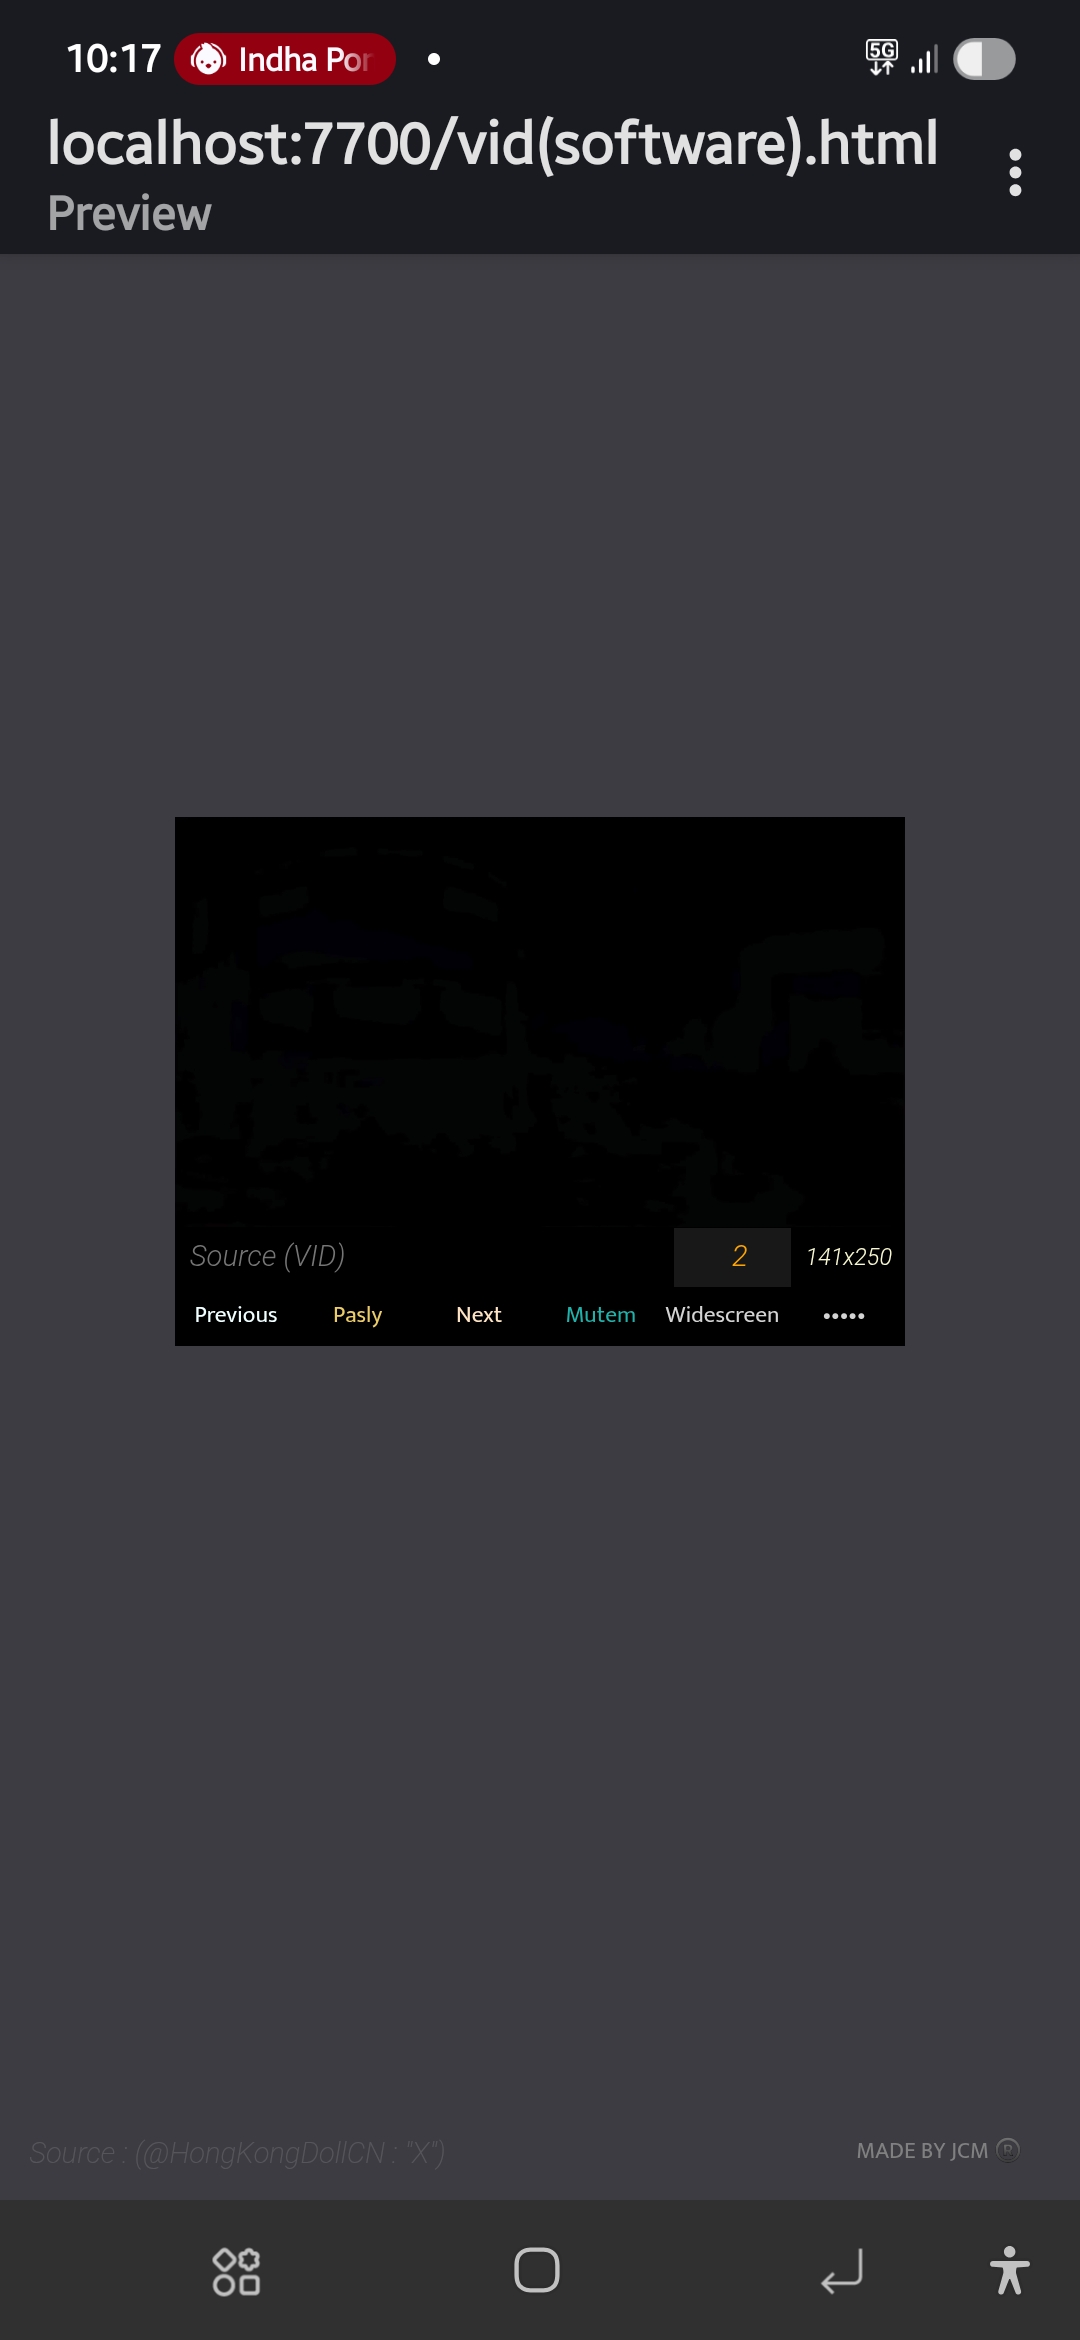 10:17 Indha Por
5G
localhost:7700/vid(software).html
Preview
Source (VID) 2 141x250
Previous Pasly Next Mutem Widescreen •••••
Source : (@HongKongDollCN : "X") MADE BY JCM ®